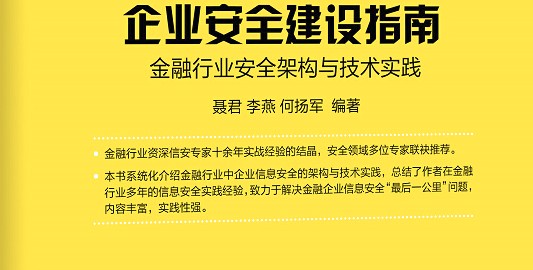 企业安全建设指南
金融行业安全架构与技术实践
聂君 李燕 何扬军 编著
金融行业资深信安专家十余年实战经验的结晶，安全领域多位专家联袂推荐。
本书系统化介绍金融行业中企业信息安全的架构与技术实践，总结了作者在金融
行业多年的信息安全实践经验，致力于解决金融企业信息安全“最后一公里”问题，
内容丰富，实践性强。